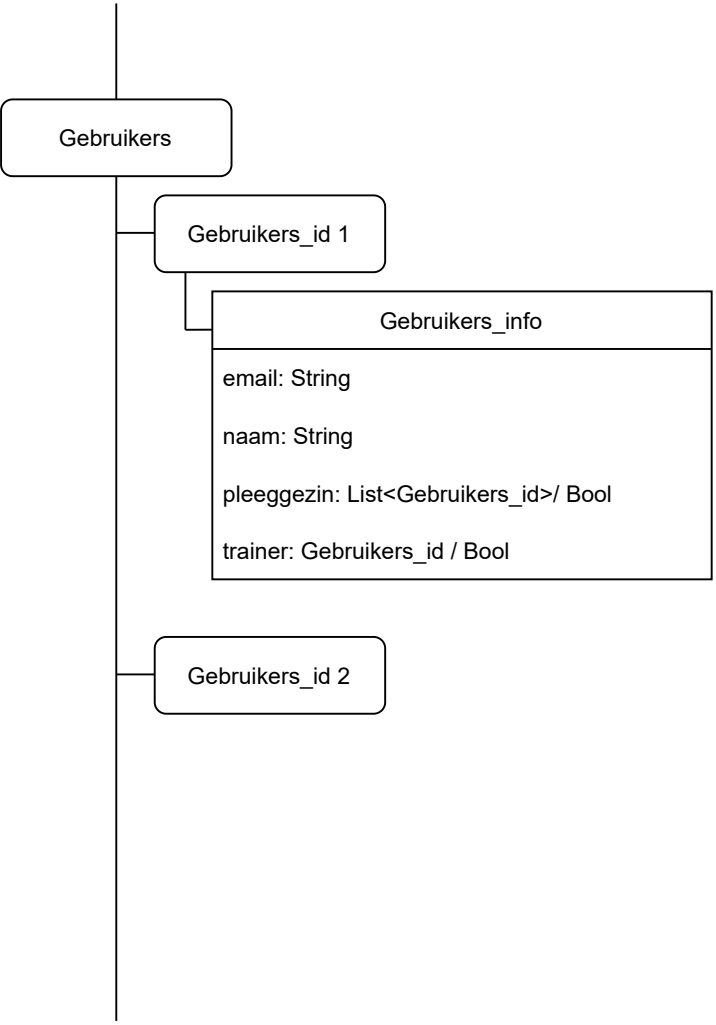 Gebruikers
Gebruikers_id 1
Gebruikers_info
email: String
naam: String
pleeggezin: List<Gebruikers_id>/ Bool
trainer: Gebruikers_id / Bool
Gebruikers_id 2